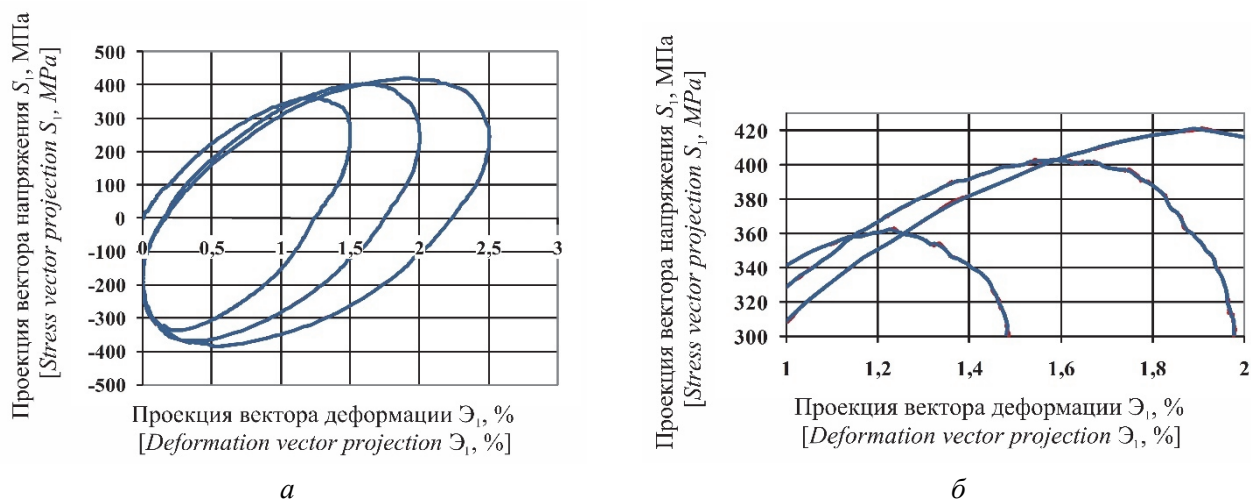 Проекция вектора напряжения S₁, МПа
[Stress vector projection S₁, MPa]
500
400
300
200
100
0
-100
-200
-300
-400
-500
0 0,5 1 1,5 2 2,5 3
Проекция вектора деформации Э₁, %
[Deformation vector projection Э₁, %]
а
Проекция вектора напряжения S₁, МПа
[Stress vector projection S₁, MPa]
420
400
380
360
340
320
300
1 1,2 1,4 1,6 1,8 2
Проекция вектора деформации Э₁, %
[Deformation vector projection Э₁, %]
б